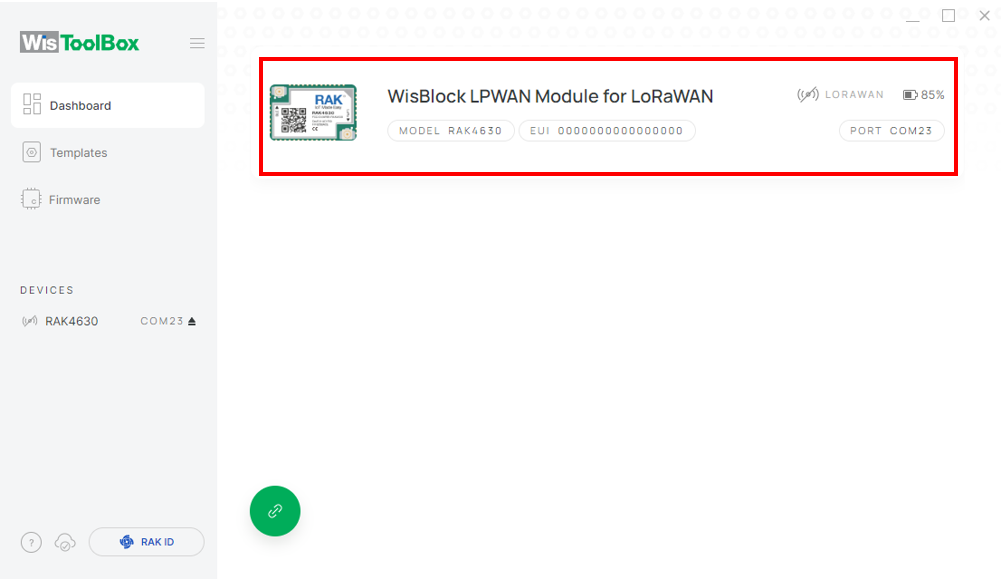 WisToolBox
Dashboard
Templates
Firmware
DEVICES
RAK4630 COM23
? RAK ID
RAK
RAK4630
WisBlock LPWAN Module for LoRaWAN
LORAWAN 85%
MODEL RAK4630 EUI 0000000000000000 PORT COM23